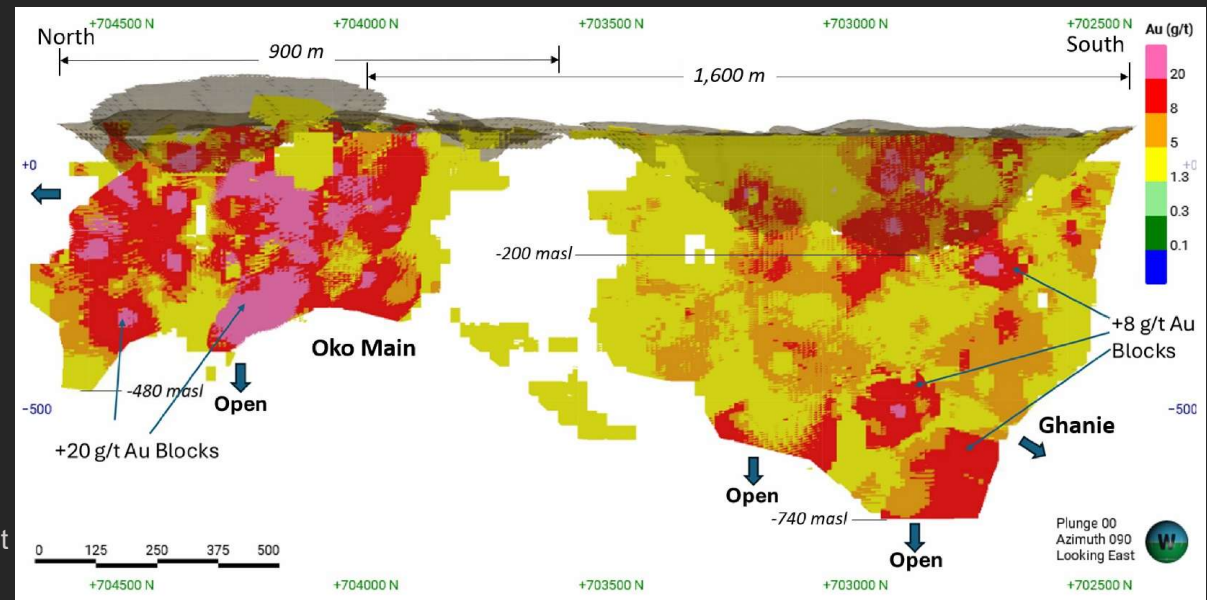 +704500 N
+704000 N
+703500 N
+703000 N
+702500 N
North
South
900 m
1,600 m
Au (g/t)
20
8
5
1.3
0.3
0.1
+0
+0
-200 masl
+8 g/t Au
Blocks
Oko Main
-480 masl
Open
-500
-500
+20 g/t Au Blocks
Ghanie
Open
-740 masl
Open
t
0 125 250 375 500
Plunge 00
Azimuth 090
Looking East
W
+704500 N
+704000 N
+703500 N
+703000 N
+702500 N